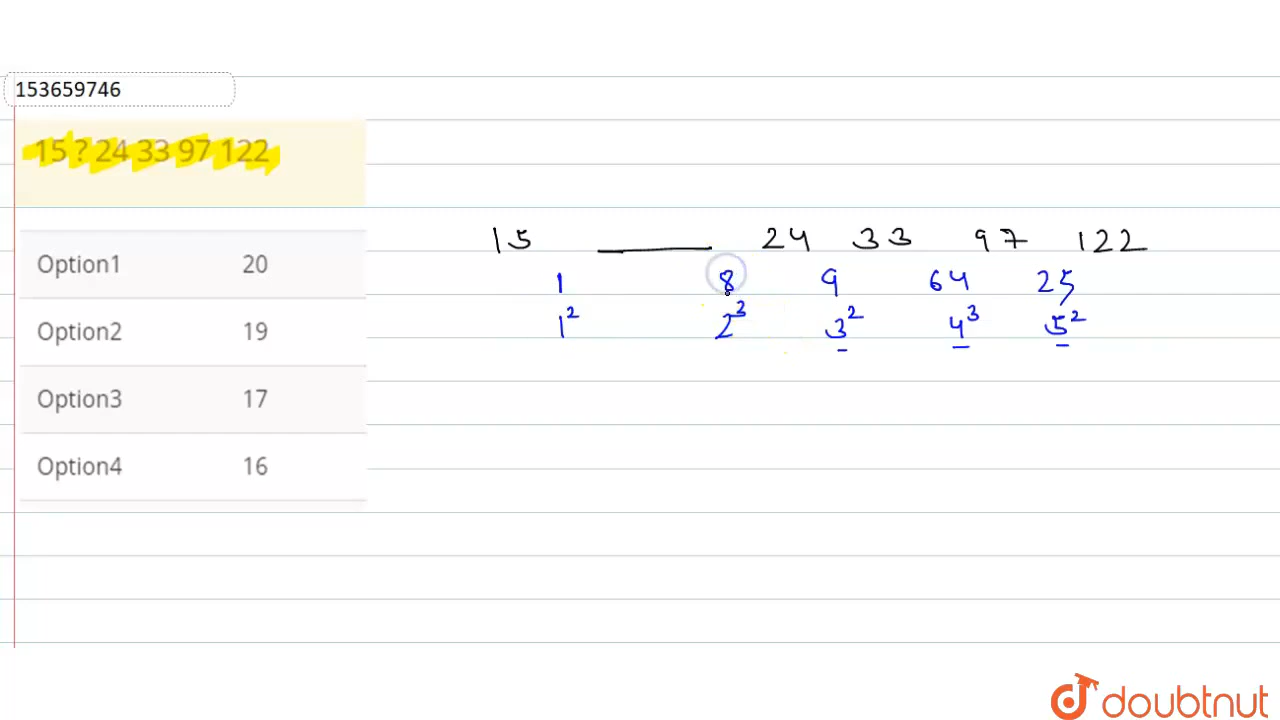 153659746
15 ? 24 33 97 122
Option1 20
Option2 19
Option3 17
Option4 16
15 ____ 24 33 97 122
1 8 9 64 25
1² 2³ 3² 4³ 5²
doubtnut